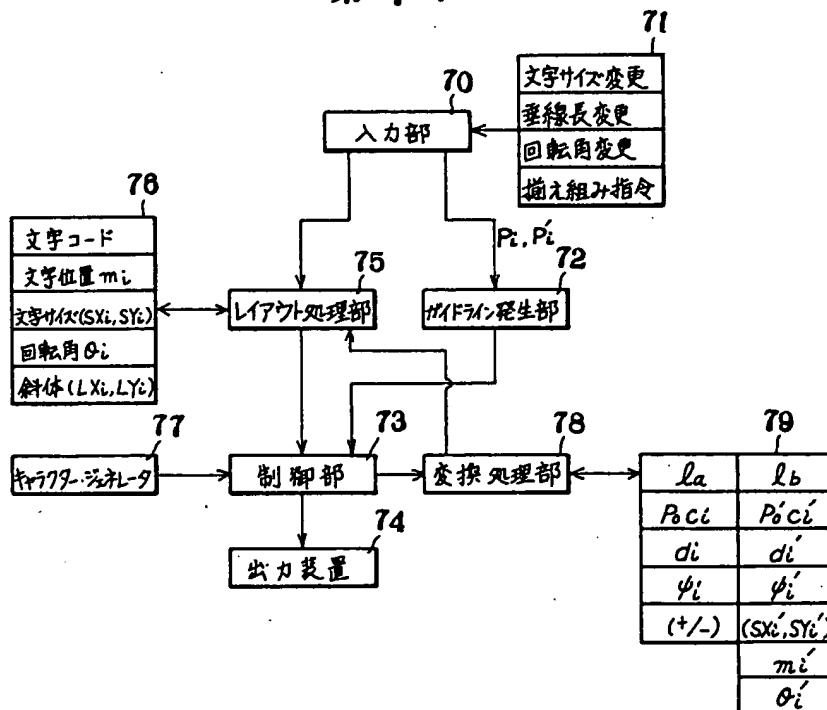 71
文字サイズ変更
垂線長変更
回転角変更
揃え組み指令
70
入力部
Pi, P'i
76
文字コード
文字位置 mi
文字サイズ(SXi, SYi)
回転角 θi
斜体(LXi, LYi)
75
レイアウト処理部
72
ガイドライン発生部
77
キャラクター・ジェネレータ
73
制御部
78
変換処理部
74
出力装置
79
la lb
Poci Po'ci'
di di'
ψi ψi'
(+/-) (SXi', SYi')
mi'
θi'